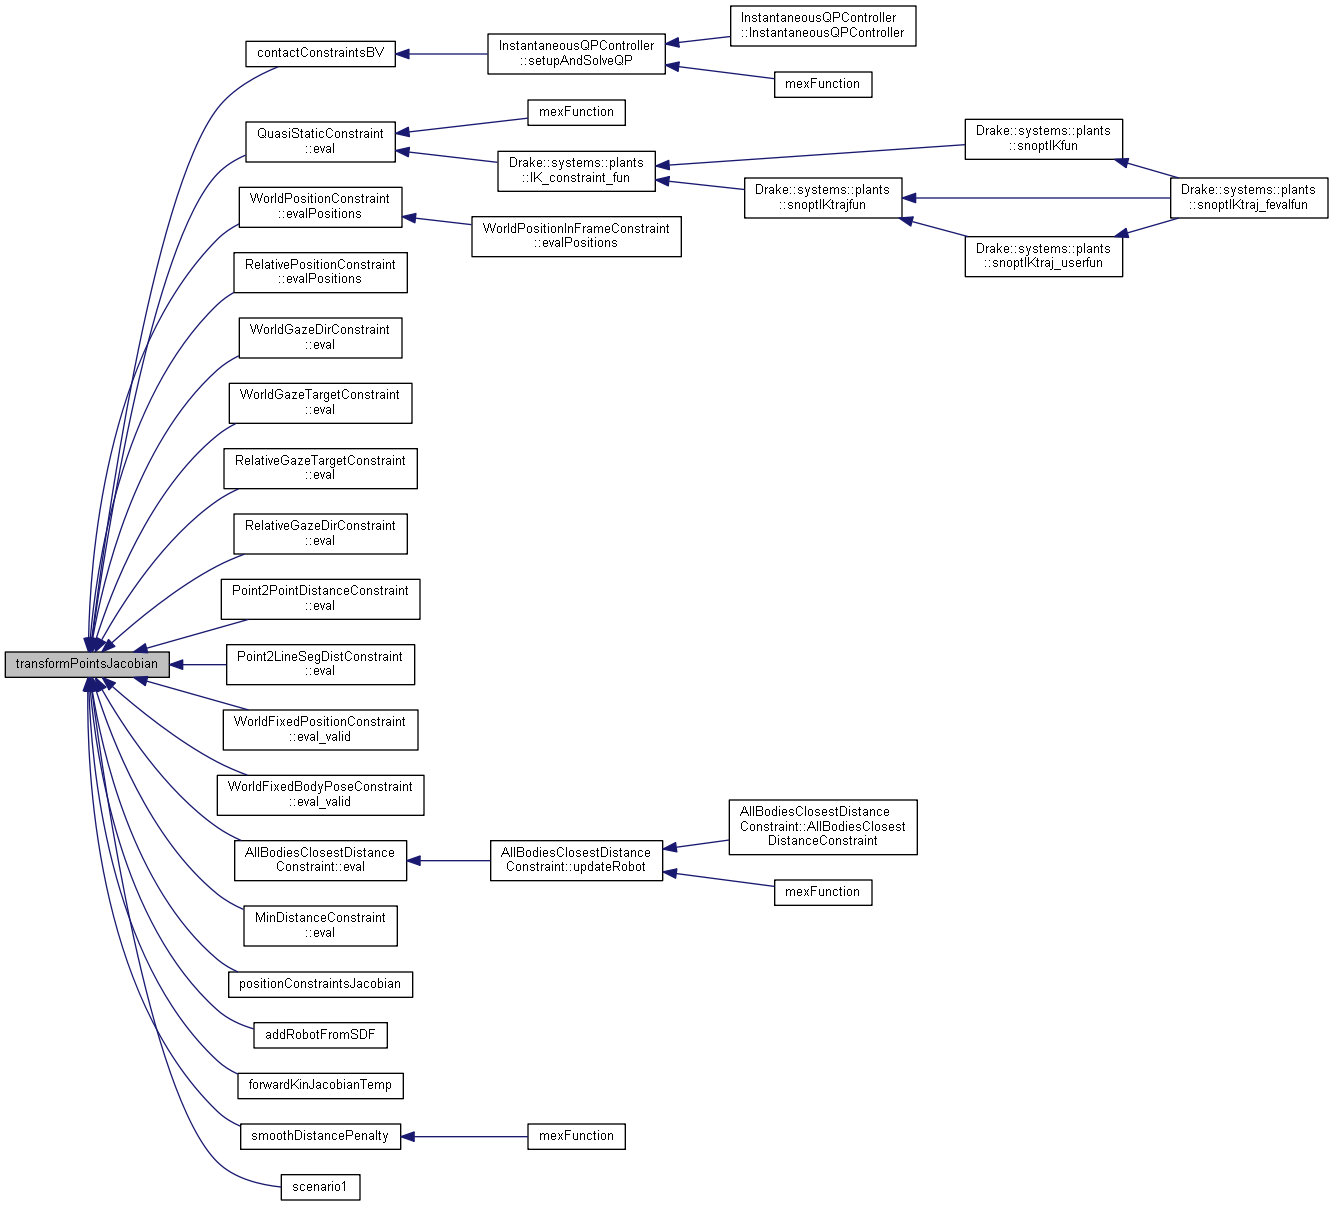 InstantaneousQPController
::InstantaneousQPController
contactConstraintsBV
InstantaneousQPController
::setupAndSolveQP
mexFunction
mexFunction
QuasiStaticConstraint
::eval
Drake::systems::plants
::snoptIKfun
Drake::systems::plants
::IK_constraint_fun
Drake::systems::plants
::snoptIKtrajfun
Drake::systems::plants
::snoptIKtraj_fevalfun
WorldPositionConstraint
::evalPositions
WorldPositionInFrameConstraint
::evalPositions
Drake::systems::plants
::snoptIKtraj_userfun
RelativePositionConstraint
::evalPositions
WorldGazeDirConstraint
::eval
WorldGazeTargetConstraint
::eval
RelativeGazeTargetConstraint
::eval
RelativeGazeDirConstraint
::eval
Point2PointDistanceConstraint
::eval
transformPointsJacobian
Point2LineSegDistConstraint
::eval
WorldFixedPositionConstraint
::eval_valid
WorldFixedBodyPoseConstraint
::eval_valid
AllBodiesClosestDistance
Constraint::eval
AllBodiesClosestDistance
Constraint::updateRobot
AllBodiesClosestDistance
Constraint::AllBodiesClosest
DistanceConstraint
mexFunction
MinDistanceConstraint
::eval
positionConstraintsJacobian
addRobotFromSDF
forwardKinJacobianTemp
smoothDistancePenalty
mexFunction
scenario1